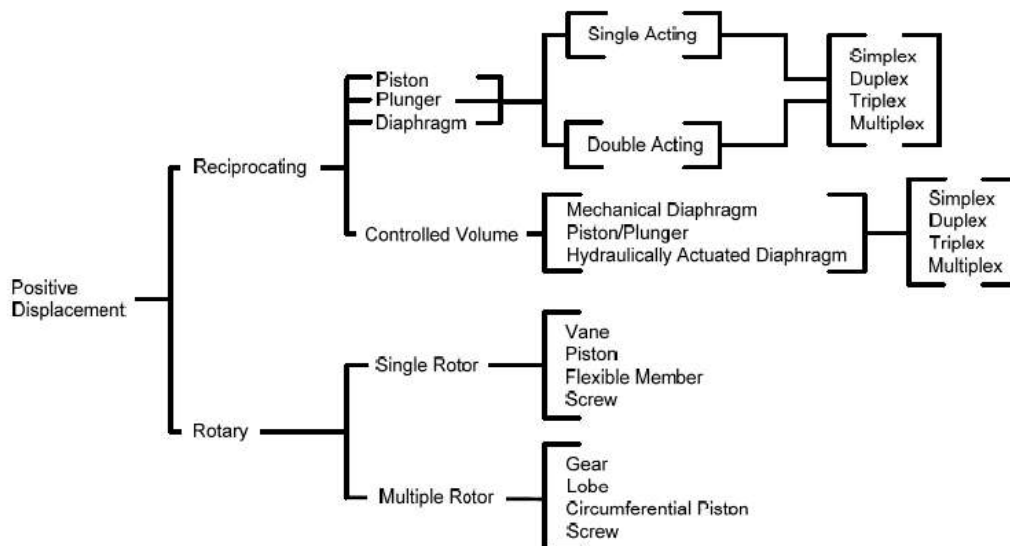 Single Acting
Simplex
Duplex
Triplex
Multiplex
Piston
Plunger
Diaphragm
Double Acting
Reciprocating
Controlled Volume
Mechanical Diaphragm
Piston/Plunger
Hydraulically Actuated Diaphragm
Simplex
Duplex
Triplex
Multiplex
Positive
Displacement
Single Rotor
Vane
Piston
Flexible Member
Screw
Rotary
Multiple Rotor
Gear
Lobe
Circumferential Piston
Screw